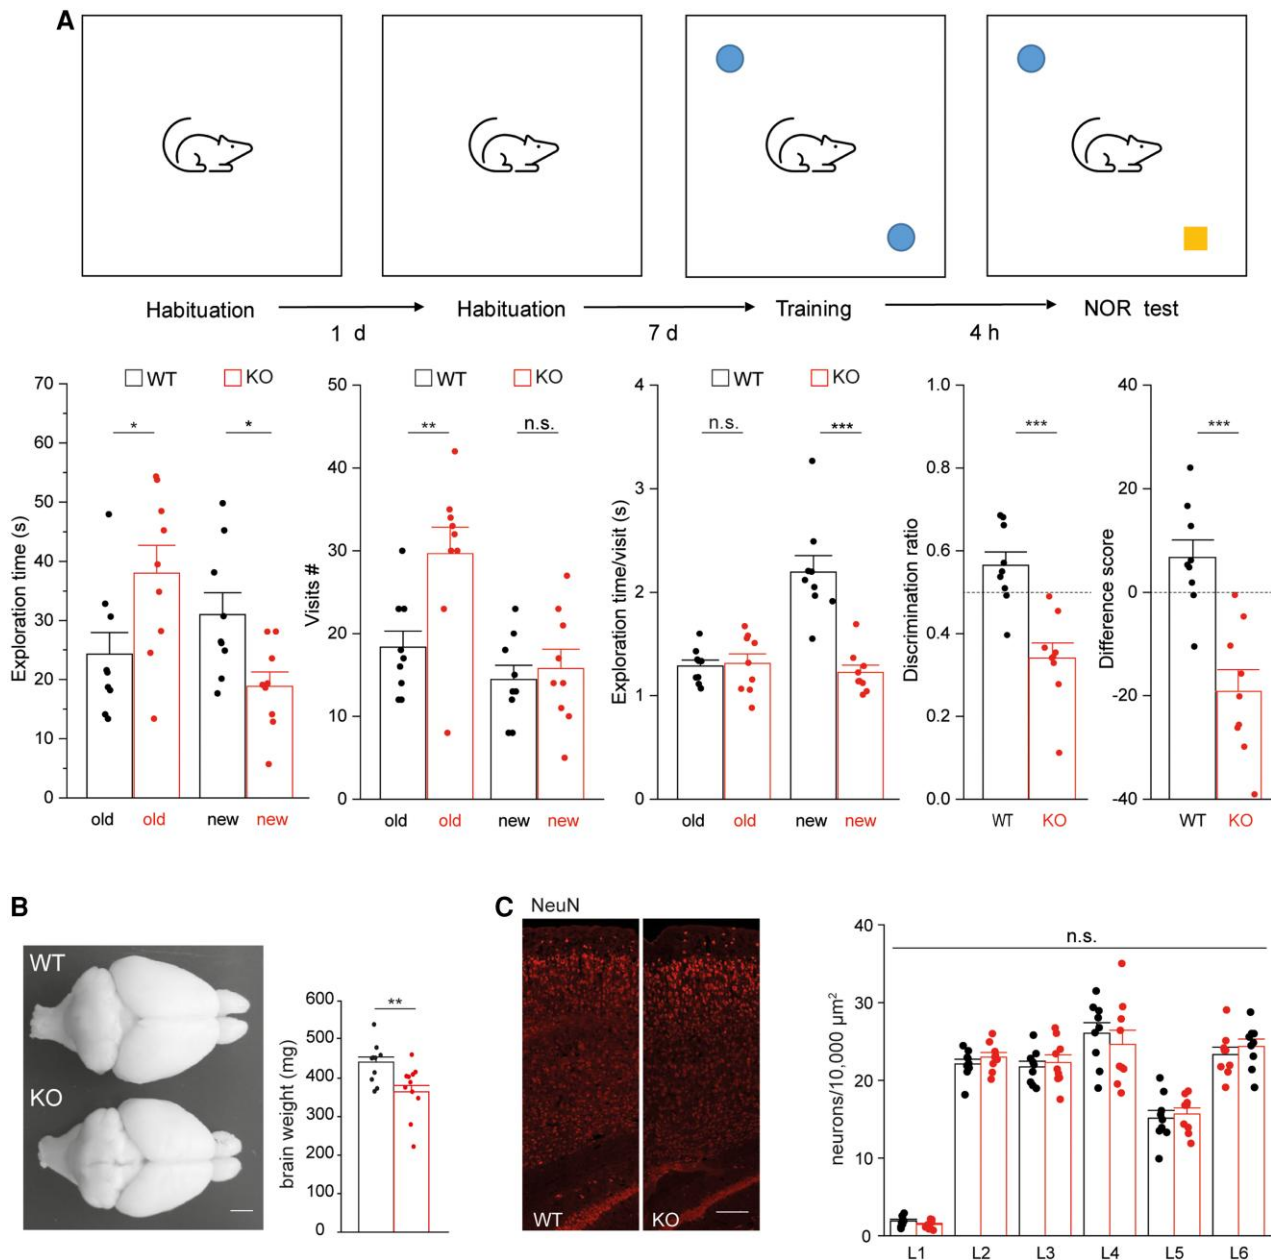 A
Habituation
Habituation
Training
NOR test
1 d
7 d
4 h
WT
KO
Exploration time (s)
70
60
50
40
30
20
10
0
*
*
old
old
new
new
WT
KO
Visits #
50
40
30
20
10
0
**
n.s.
old
old
new
new
WT
KO
Exploration time/visit (s)
4
3
2
1
0
n.s.
***
old
old
new
new
Discrimination ratio
1.0
0.8
0.6
0.4
0.2
0.0
***
WT
KO
Difference score
40
20
0
-20
-40
***
WT
KO
B
WT
KO
brain weight (mg)
600
500
400
300
200
100
0
**
C
NeuN
WT
KO
neurons/10,000 µm²
40
30
20
10
0
n.s.
L1
L2
L3
L4
L5
L6